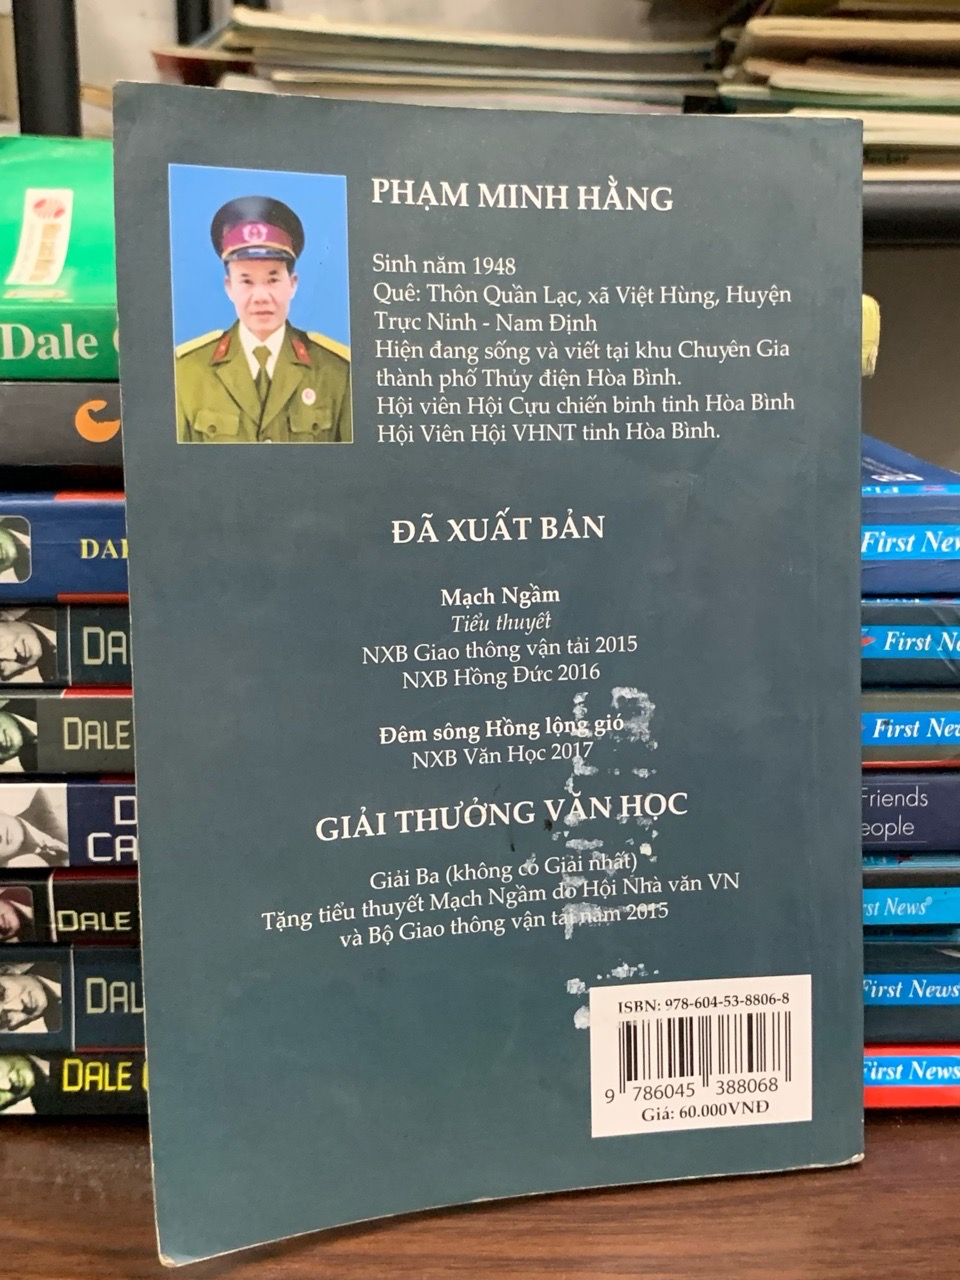 PHẠM MINH HẰNG
Sinh năm 1948
Quê: Thôn Quần Lạc, xã Việt Hùng, Huyện
Trực Ninh - Nam Định
Hiện đang sống và viết tại khu Chuyên Gia
thành phố Thủy điện Hòa Bình.
Hội viên Hội Cựu chiến binh tỉnh Hòa Bình
Hội Viên Hội VHNT tỉnh Hòa Bình.
ĐÃ XUẤT BẢN
Mạch Ngầm
Tiểu thuyết
NXB Giao thông vận tải 2015
NXB Hồng Đức 2016
Đêm sông Hồng lộng gió
NXB Văn Học 2017
GIẢI THƯỞNG VĂN HỌC
Giải Ba (không có Giải nhất)
Tặng tiểu thuyết Mạch Ngầm do Hội Nhà văn VN
và Bộ Giao thông vận tải năm 2015
ISBN: 978-604-53-8806-8
9 786045 388068
Giá: 60.000VNĐ
Dale
DAL
DA
DALE
D
CA
DALE
DAL
DALE
First New
First Ne
First New
Friends
eople
st News
First News
First News